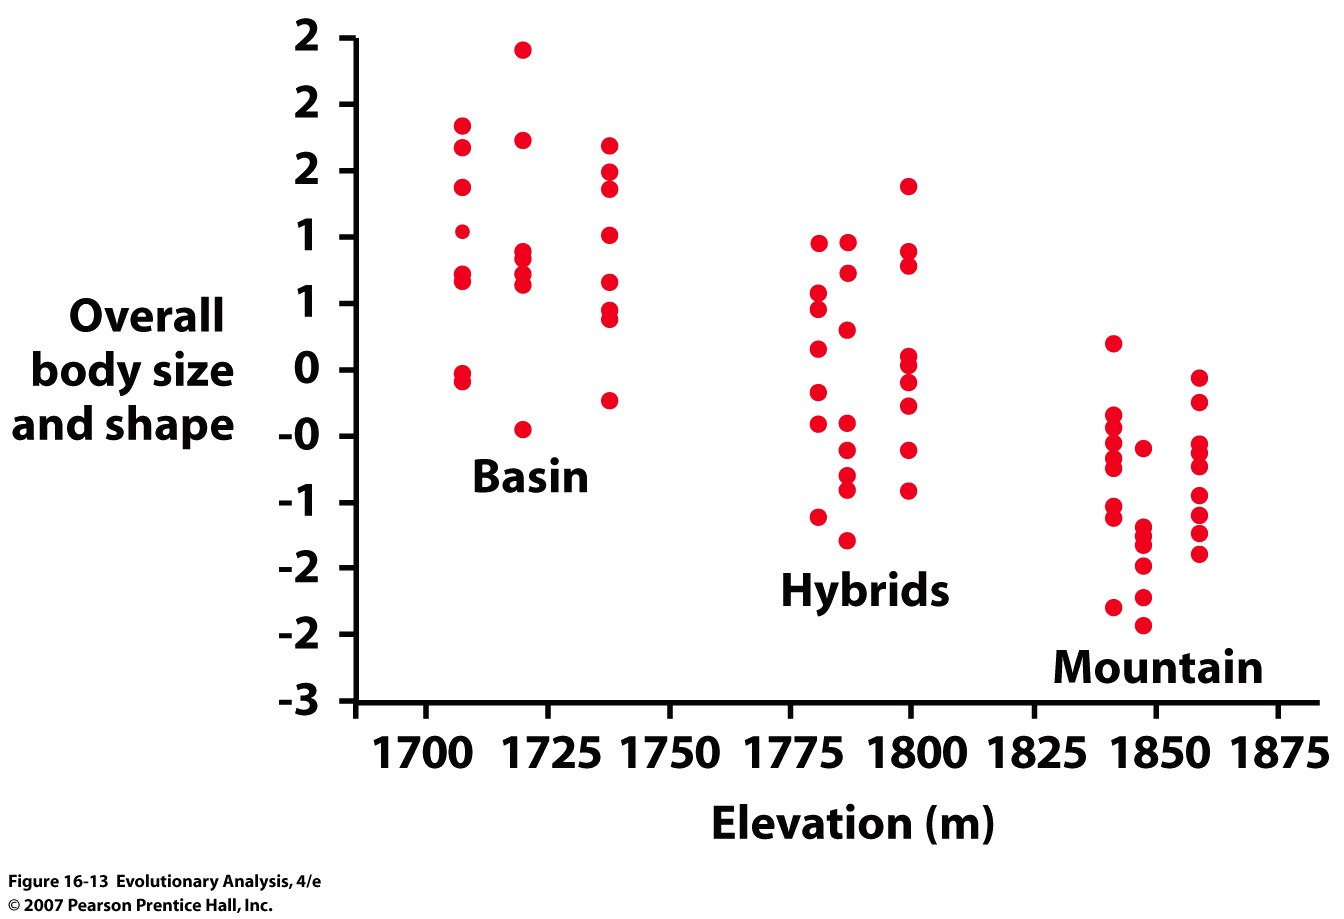 2
2
2
1
1
0
-0
-1
-2
-2
-3
Overall
body size
and shape
Basin
Hybrids
Mountain
1700 1725 1750 1775 1800 1825 1850 1875
Elevation (m)
Figure 16-13 Evolutionary Analysis, 4/e
© 2007 Pearson Prentice Hall, Inc.